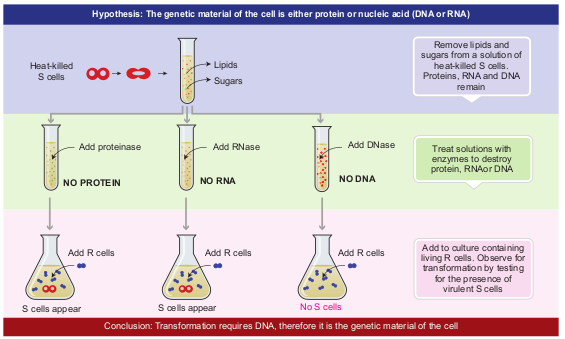 Hypothesis: The genetic material of the cell is either protein or nucleic acid (DNA or RNA)
Heat-killed
S cells
Lipids
Sugars
Remove lipids and
sugars from a solution of
heat-killed S cells.
Proteins, RNA and DNA
remain
Add proteinase
NO PROTEIN
Add RNase
NO RNA
Add DNase
NO DNA
Treat solutions with
enzymes to destroy
protein, RNAor DNA
Add R cells
S cells appear
Add R cells
S cells appear
Add R cells
No S cells
Add to culture containing
living R cells. Observe for
transformation by testing
for the presence of
virulent S cells
Conclusion: Transformation requires DNA, therefore it is the genetic material of the cell